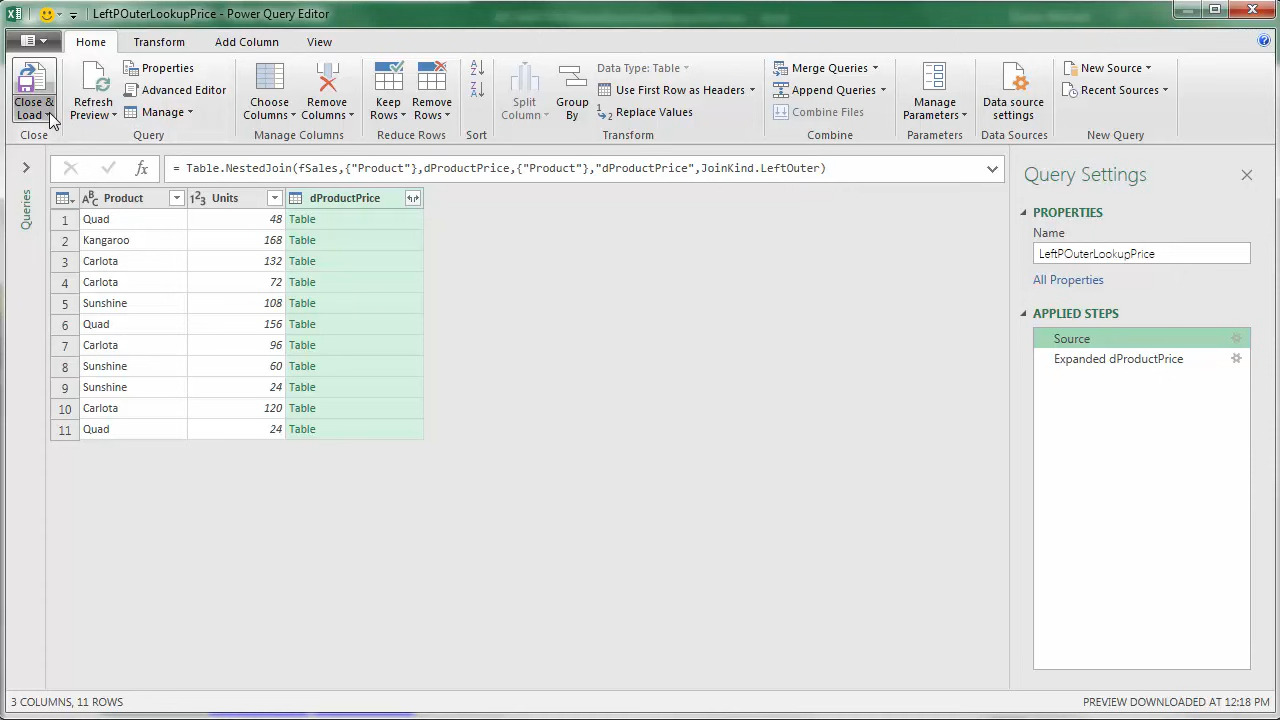 LeftPOuterLookupPrice - Power Query Editor
Home
Transform
Add Column
View
Close & Load
Close
Refresh Preview
Properties
Advanced Editor
Manage
Query
Choose Columns
Remove Columns
Manage Columns
Keep Rows
Remove Rows
Reduce Rows
Sort
Split Column
Group By
Data Type: Table
Use First Row as Headers
Replace Values
Transform
Merge Queries
Append Queries
Combine Files
Combine
Manage Parameters
Parameters
Data source settings
Data Sources
New Source
Recent Sources
New Query
= Table.NestedJoin(fSales,{"Product"},dProductPrice,{"Product"},"dProductPrice",JoinKind.LeftOuter)
Queries
Product Units dProductPrice
1 Quad 48 Table
2 Kangaroo 168 Table
3 Carlota 132 Table
4 Carlota 72 Table
5 Sunshine 108 Table
6 Quad 156 Table
7 Carlota 96 Table
8 Sunshine 60 Table
9 Sunshine 24 Table
10 Carlota 120 Table
11 Quad 24 Table
Query Settings
PROPERTIES
Name
LeftPOuterLookupPrice
All Properties
APPLIED STEPS
Source
Expanded dProductPrice
3 COLUMNS, 11 ROWS
PREVIEW DOWNLOADED AT 12:18 PM